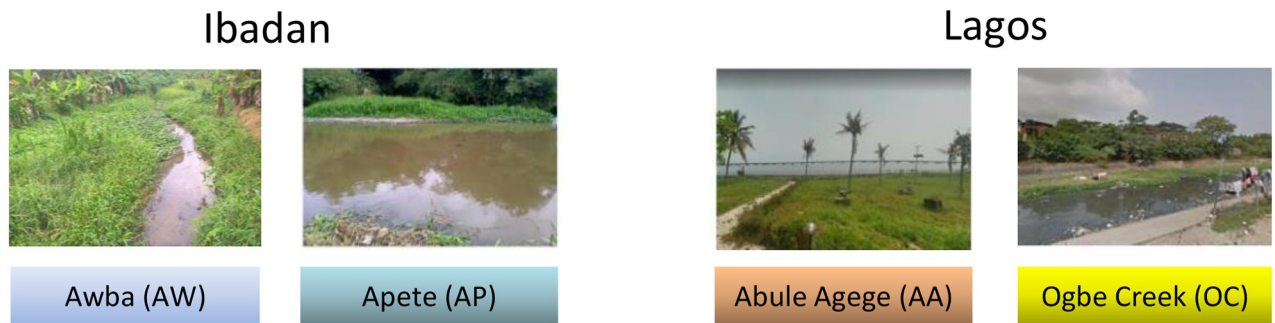 Ibadan
Lagos
Awba (AW)
Apete (AP)
Abule Agege (AA)
Ogbe Creek (OC)